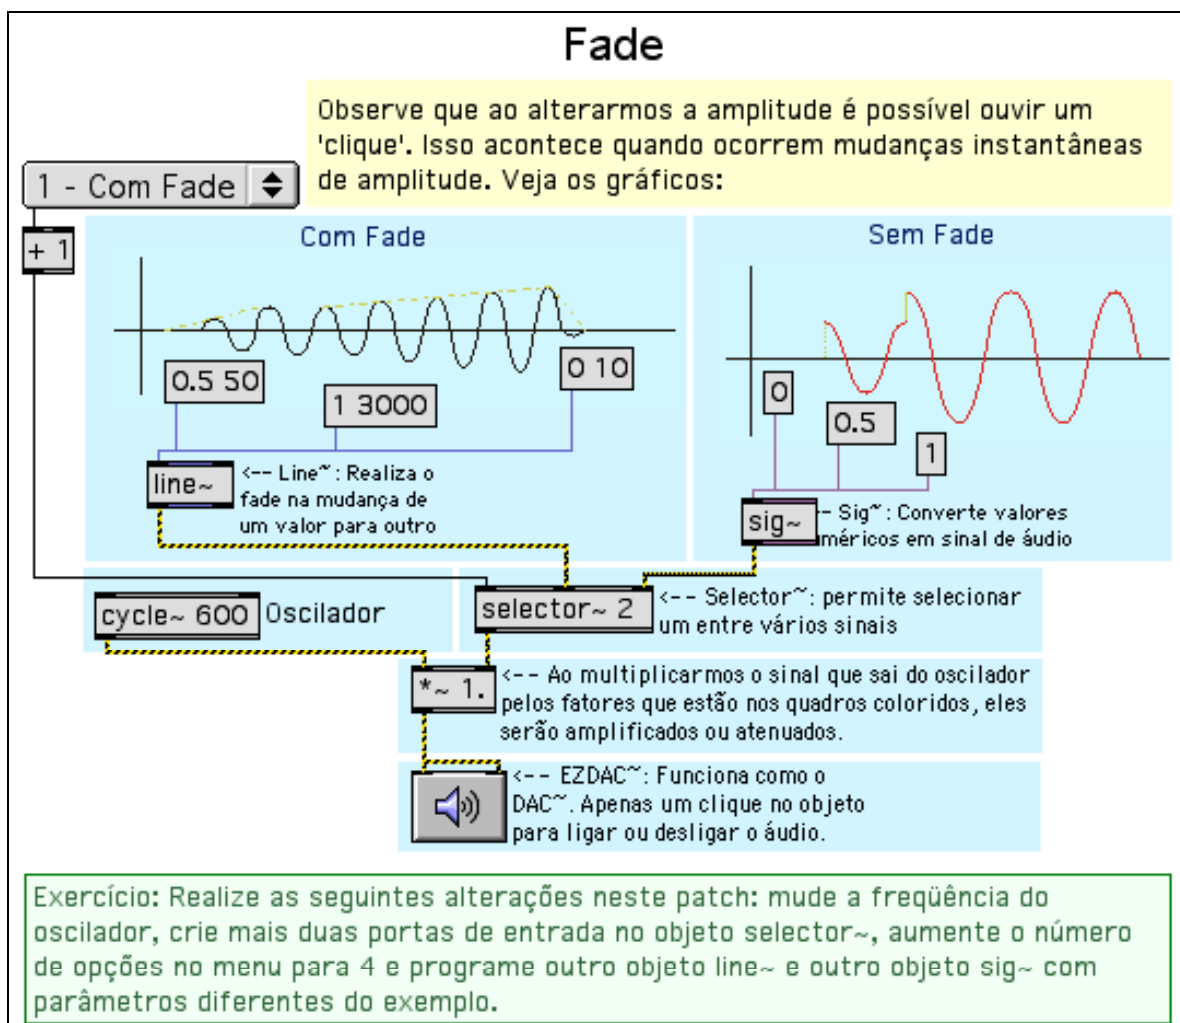 Fade
Observe que ao alterarmos a amplitude é possível ouvir um
'clique'. Isso acontece quando ocorrem mudanças instantâneas
de amplitude. Veja os gráficos:
1 - Com Fade
+ 1
Com Fade
0.5 50
1 3000
0 10
line~
<-- Line~: Realiza o
fade na mudança de
um valor para outro
Sem Fade
0
0.5
1
sig~
-- Sig~: Converte valores
uméricos em sinal de áudio
cycle~ 600
Oscilador
selector~ 2
<-- Selector~: permite selecionar
um entre vários sinais
*~ 1.
<-- Ao multiplicarmos o sinal que sai do oscilador
pelos fatores que estão nos quadros coloridos, eles
serão amplificados ou atenuados.
<-- EZDAC~: Funciona como o
DAC~. Apenas um clique no objeto
para ligar ou desligar o áudio.
Exercício: Realize as seguintes alterações neste patch: mude a freqüência do
oscilador, crie mais duas portas de entrada no objeto selector~, aumente o número
de opções no menu para 4 e programe outro objeto line~ e outro objeto sig~ com
parâmetros diferentes do exemplo.